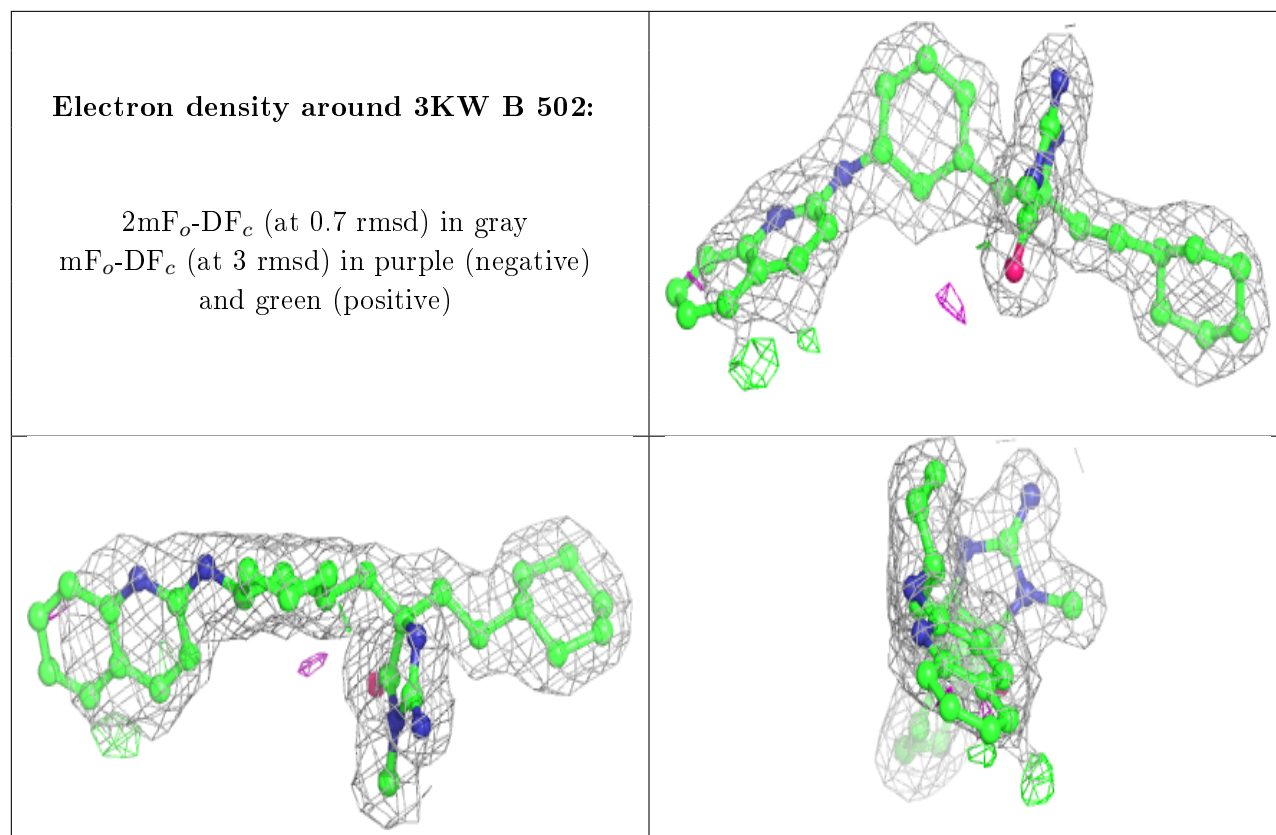 Electron density around 3KW B 502:
2mFo-DFc (at 0.7 rmsd) in gray
mFo-DFc (at 3 rmsd) in purple (negative)
and green (positive)